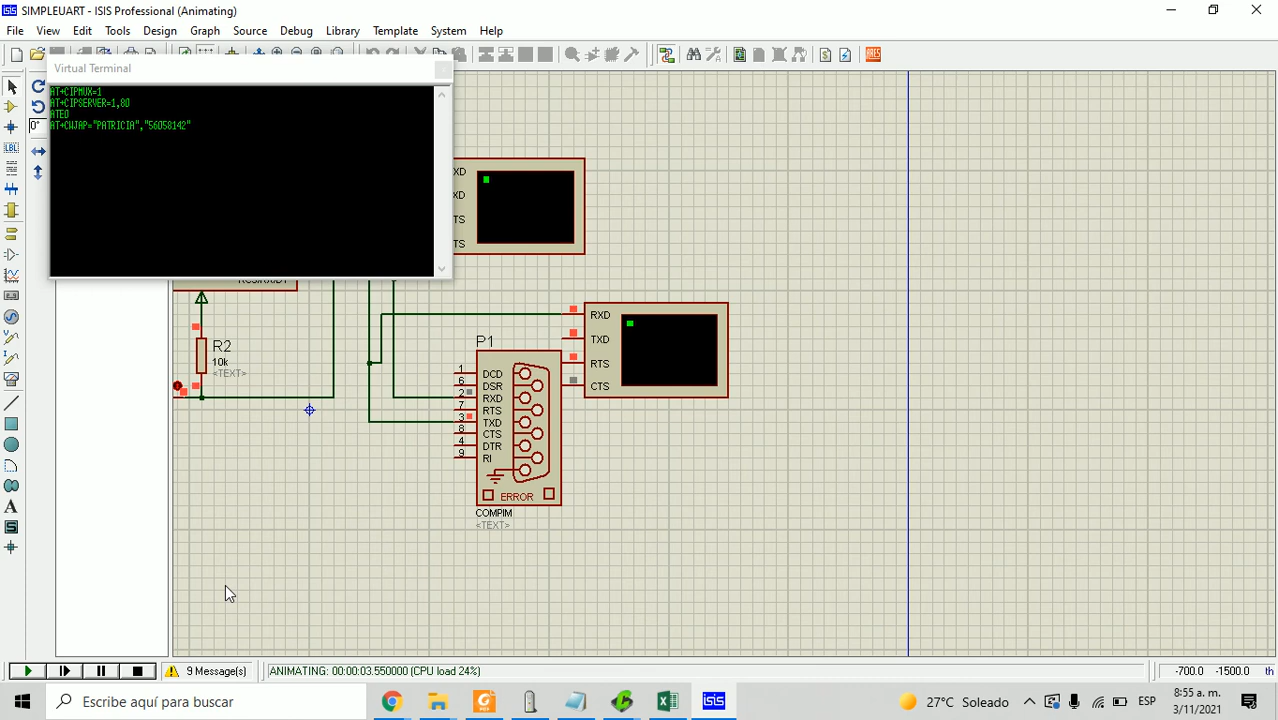 SIMPLEUART - ISIS Professional (Animating)
File View Edit Tools Design Graph Source Debug Library Template System Help
Virtual Terminal
AT+CIPMUX=1
AT+CIPSERVER=1,80
ATE0
AT+CWJAP="PATRICIA","56058142"
0°
LBL
A
S
XD
XD
TS
TS
RXD
TXD
RTS
CTS
R2
10k
<TEXT>
P1
1 DCD
6 DSR
2 RXD
7 RTS
3 TXD
8 CTS
4 DTR
9 RI
ERROR
COMPIM
<TEXT>
9 Message(s)
ANIMATING: 00:00:03.550000 (CPU load 24%)
-700.0 -1500.0 th
Escribe aquí para buscar
isis
27°C Soleado
ESP
8:55 a. m.
3/11/2021